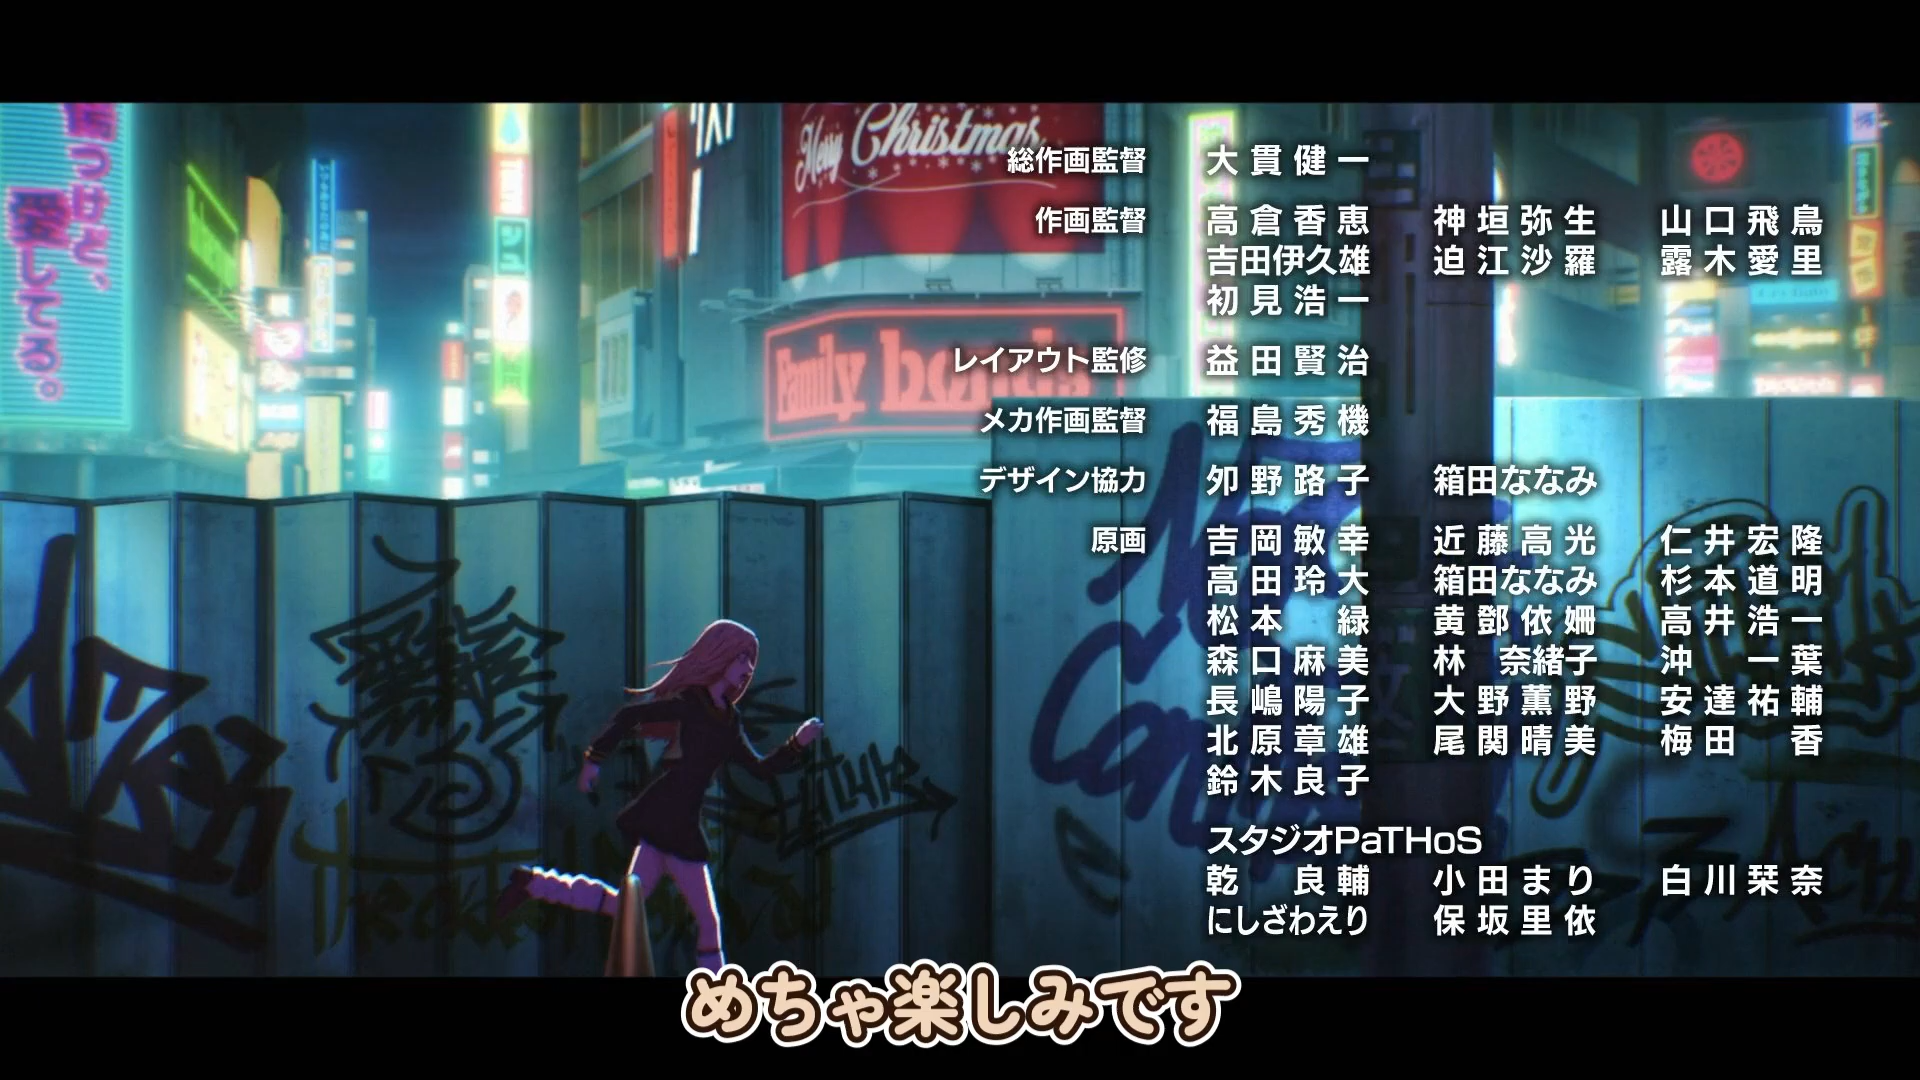 備つけど、
愛してる。
Merry Christmas
Family bonds
総作画監督 大貫健一
作画監督 高倉香恵 神垣弥生 山口飛鳥
吉田伊久雄 迫江沙羅 露木愛里
初見浩一
レイアウト監修 益田賢治
メカ作画監督 福島秀機
デザイン協力 夘野路子 箱田ななみ
原画 吉岡敏幸 近藤高光 仁井宏隆
高田玲大 箱田ななみ 杉本道明
松本 緑 黄鄧依姍 高井浩一
森口麻美 林 奈緒子 沖 一葉
長嶋陽子 大野薫野 安達祐輔
北原章雄 尾関晴美 梅田 香
鈴木良子
スタジオPaTHoS
乾 良輔 小田まり 白川栞奈
にしざわえり 保坂里依
めちゃ楽しみです